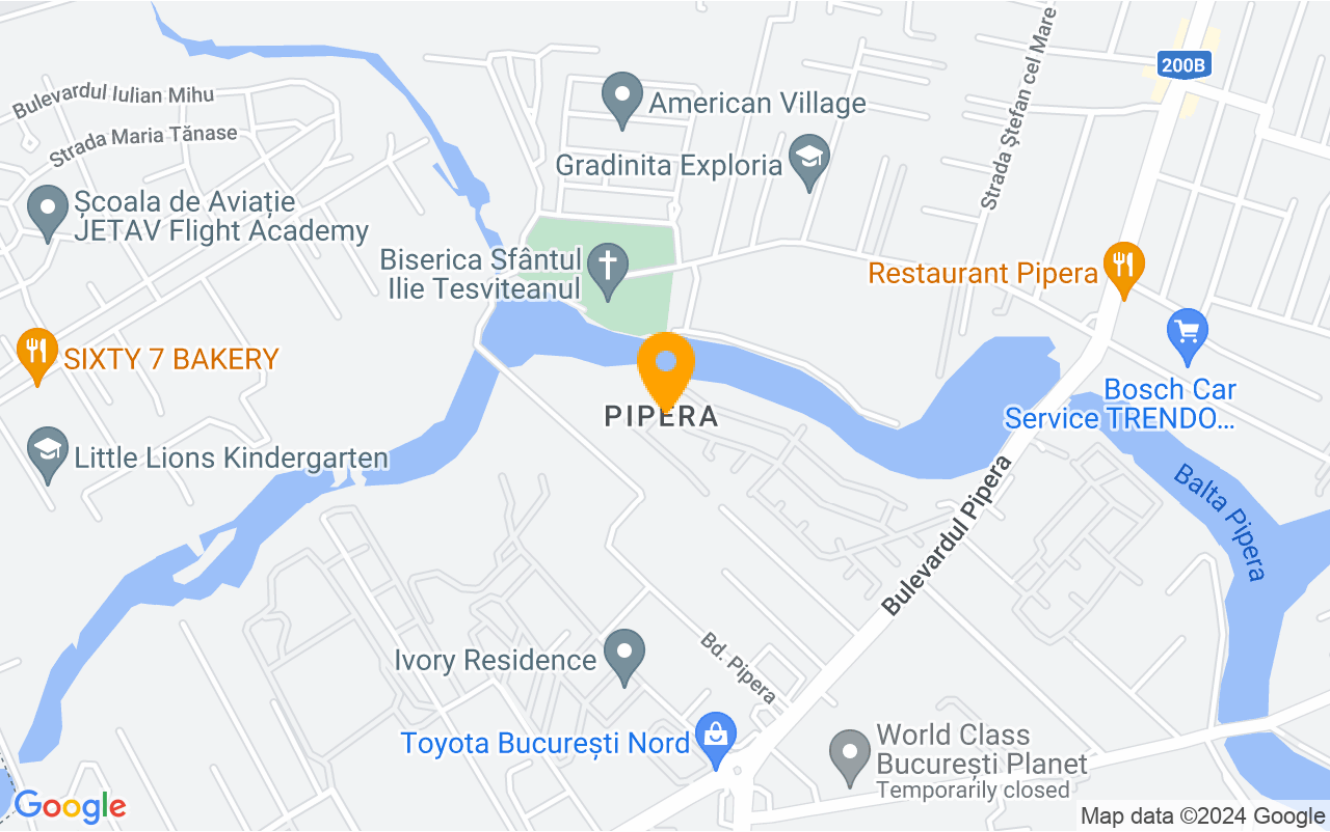 200B
Strada Ștefan cel Mare
Bulevardul Iulian Mihu
American Village
Strada Maria Tănase
Gradinita Exploria
Școala de Aviație
JETAV Flight Academy
Biserica Sfântul
Ilie Tesviteanul
Restaurant Pipera
SIXTY 7 BAKERY
Bosch Car
Service TRENDO...
PIPERA
Little Lions Kindergarten
Balta Pipera
Bulevardul Pipera
Ivory Residence
Bd. Pipera
Toyota București Nord
World Class
București Planet
Temporarily closed
Google
Map data ©2024 Google